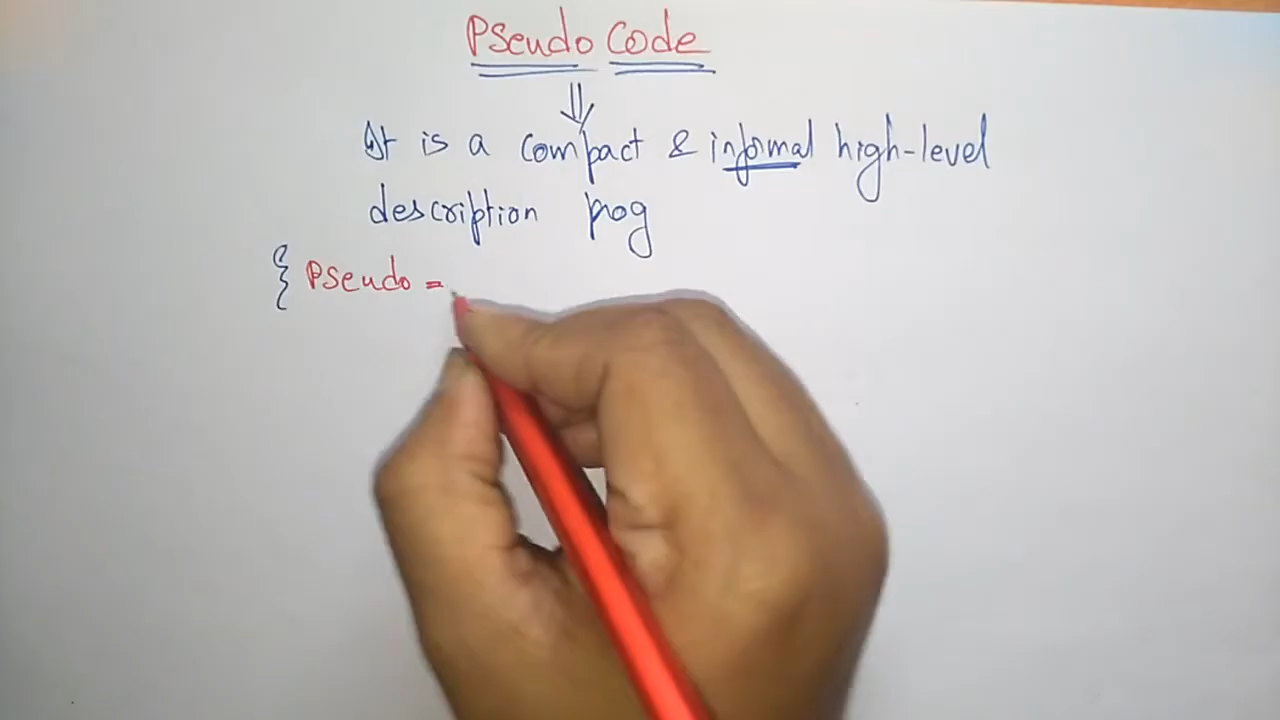 Pseudo Code
It is a compact & informal high-level
description prog
{ Pseudo =